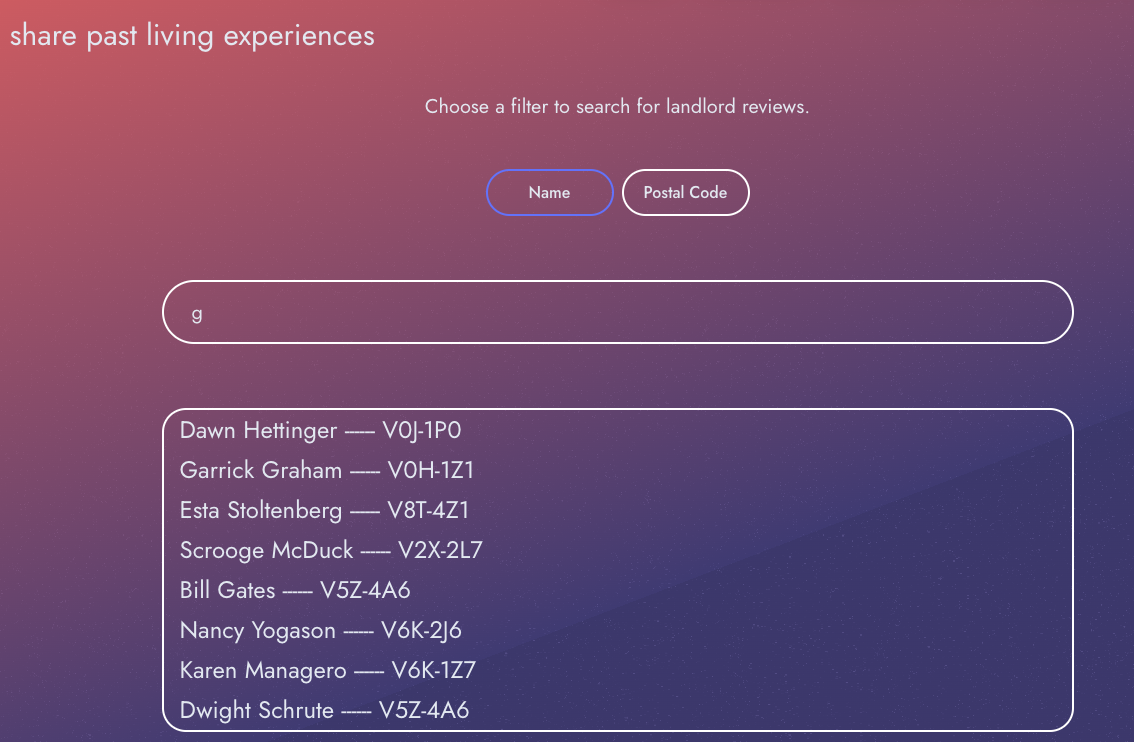 share past living experiences
Choose a filter to search for landlord reviews.
Name
Postal Code
g
Dawn Hettinger ----- V0J-1P0
Garrick Graham ----- V0H-1Z1
Esta Stoltenberg ----- V8T-4Z1
Scrooge McDuck ----- V2X-2L7
Bill Gates ----- V5Z-4A6
Nancy Yogason ----- V6K-2J6
Karen Managero ----- V6K-1Z7
Dwight Schrute ----- V5Z-4A6